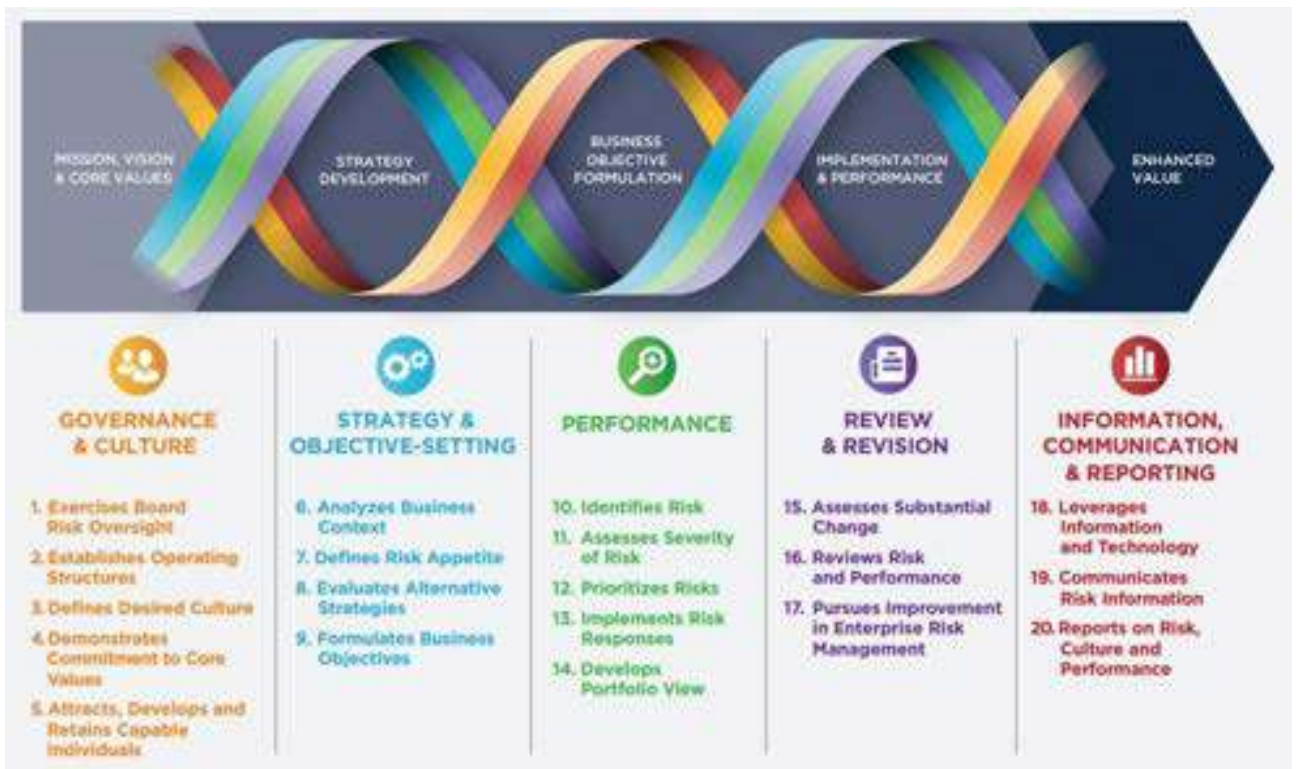 MISSION, VISION
& CORE VALUES
STRATEGY
DEVELOPMENT
BUSINESS
OBJECTIVE
FORMULATION
IMPLEMENTATION
& PERFORMANCE
ENHANCED
VALUE
GOVERNANCE
& CULTURE
1. Exercises Board
Risk Oversight
2. Establishes Operating
Structures
3. Defines Desired Culture
4. Demonstrates
Commitment to Core
Values
5. Attracts, Develops and
Retains Capable
Individuals
STRATEGY &
OBJECTIVE-SETTING
6. Analyzes Business
Context
7. Defines Risk Appetite
8. Evaluates Alternative
Strategies
9. Formulates Business
Objectives
PERFORMANCE
10. Identifies Risk
11. Assesses Severity
of Risk
12. Prioritizes Risks
13. Implements Risk
Responses
14. Develops
Portfolio View
REVIEW
& REVISION
15. Assesses Substantial
Change
16. Reviews Risk
and Performance
17. Pursues Improvement
in Enterprise Risk
Management
INFORMATION,
COMMUNICATION
& REPORTING
18. Leverages
Information
and Technology
19. Communicates
Risk Information
20. Reports on Risk,
Culture and
Performance